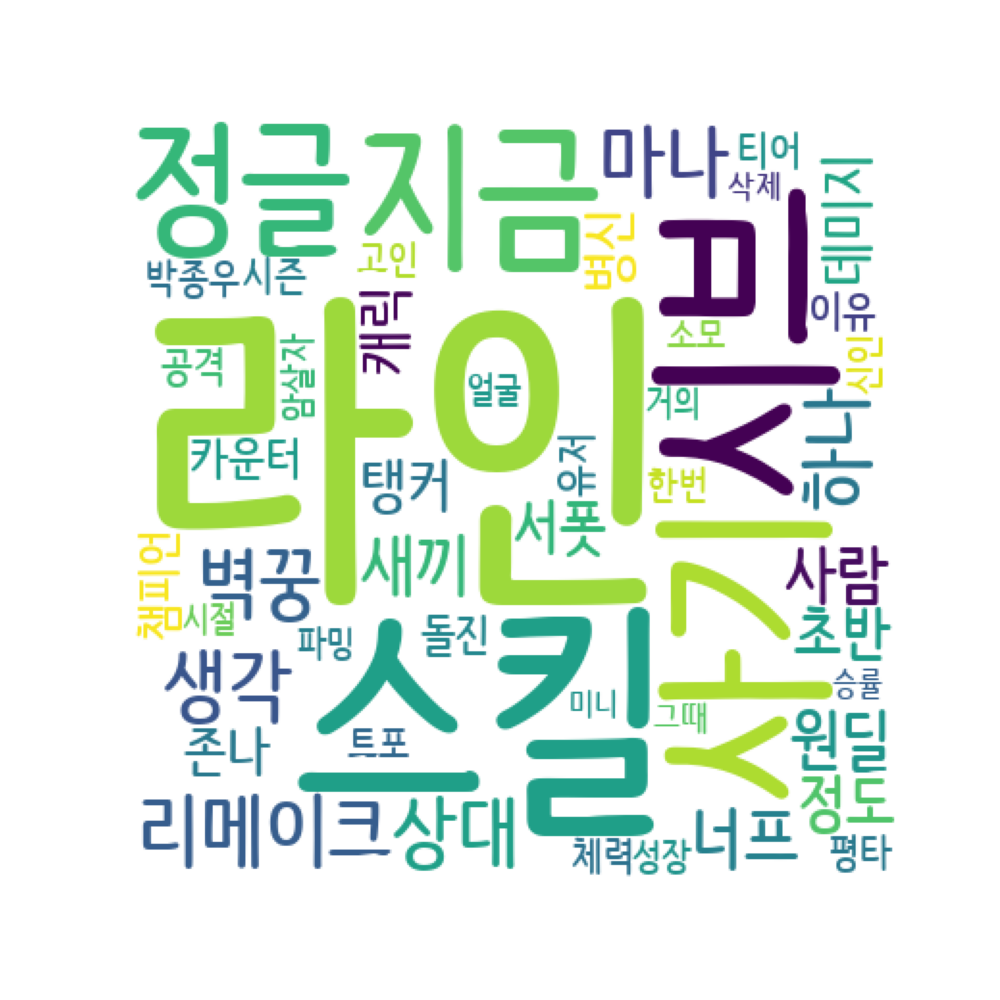 정글
지금
마나
티어
삭제
데미지
비
시
병신
고인
박종우
시즌
캐릭
이유
소모
신인
라인
공격
암살자
얼굴
거의
하나
카운터
탱커
유저
한번
서폿
사기
챔피언
벽꿍
새끼
사람
시절
파밍
돌진
스킬
초반
생각
미니
그때
승률
존나
트포
원딜
정도
리메이크
상대
체력
성장
너프
평타